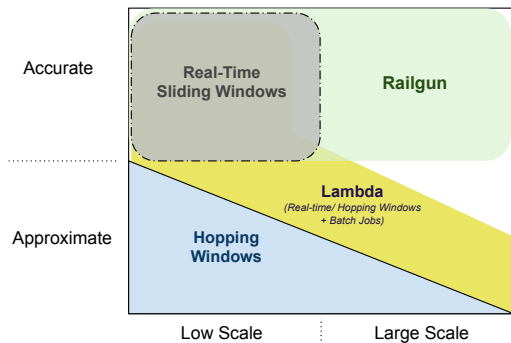 Accurate
Real-Time
Sliding Windows
Railgun
Lambda
(Real-time/ Hopping Windows
+ Batch Jobs)
Approximate
Hopping
Windows
Low Scale
Large Scale